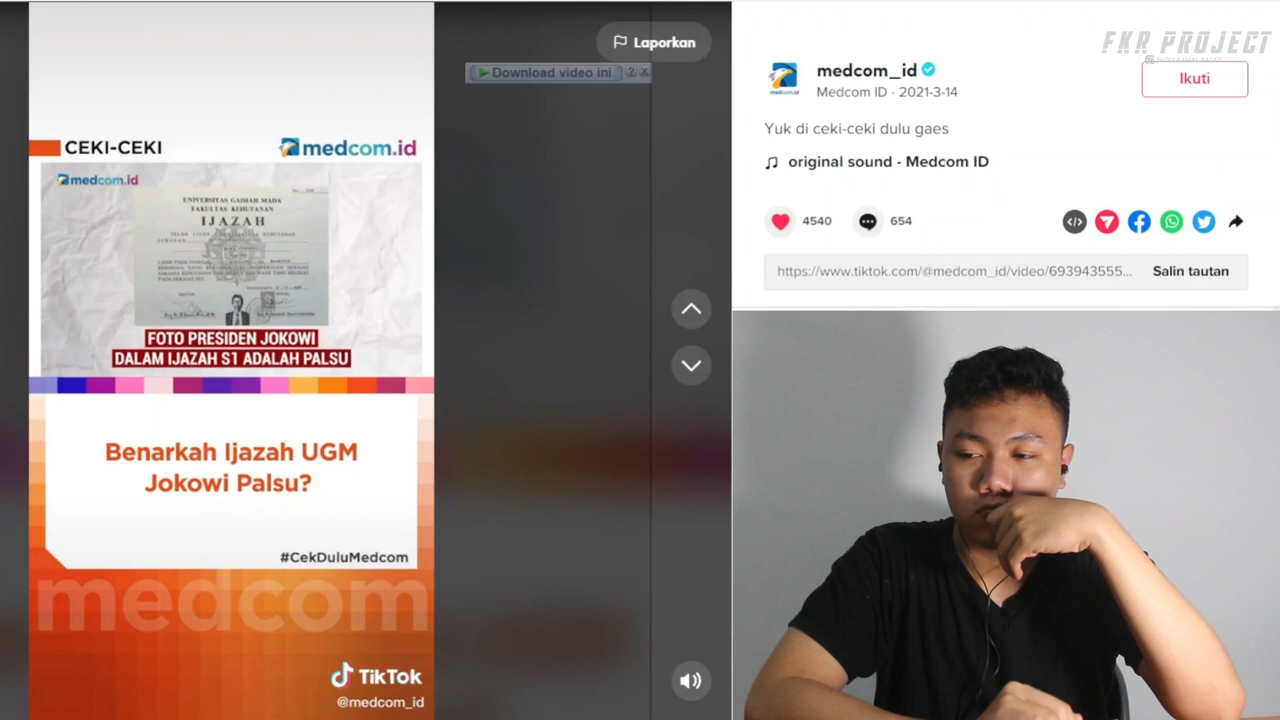 CEKI-CEKI
medcom.id
medcom.id
UNIVERSITAS GADJAH MADA
FAKULTAS KEHUTANAN
IJAZAH
FOTO PRESIDEN JOKOWI
DALAM IJAZAH S1 ADALAH PALSU
Benarkah Ijazah UGM
Jokowi Palsu?
#CekDuluMedcom
medcom
TikTok
@medcom_id
Laporkan
Download video ini
?
X
FKR PROJECT
medcom_id
Medcom ID · 2021-3-14
Ikuti
Yuk di ceki-ceki dulu gaes
original sound - Medcom ID
4540
654
https://www.tiktok.com/@medcom_id/video/693943555...
Salin tautan